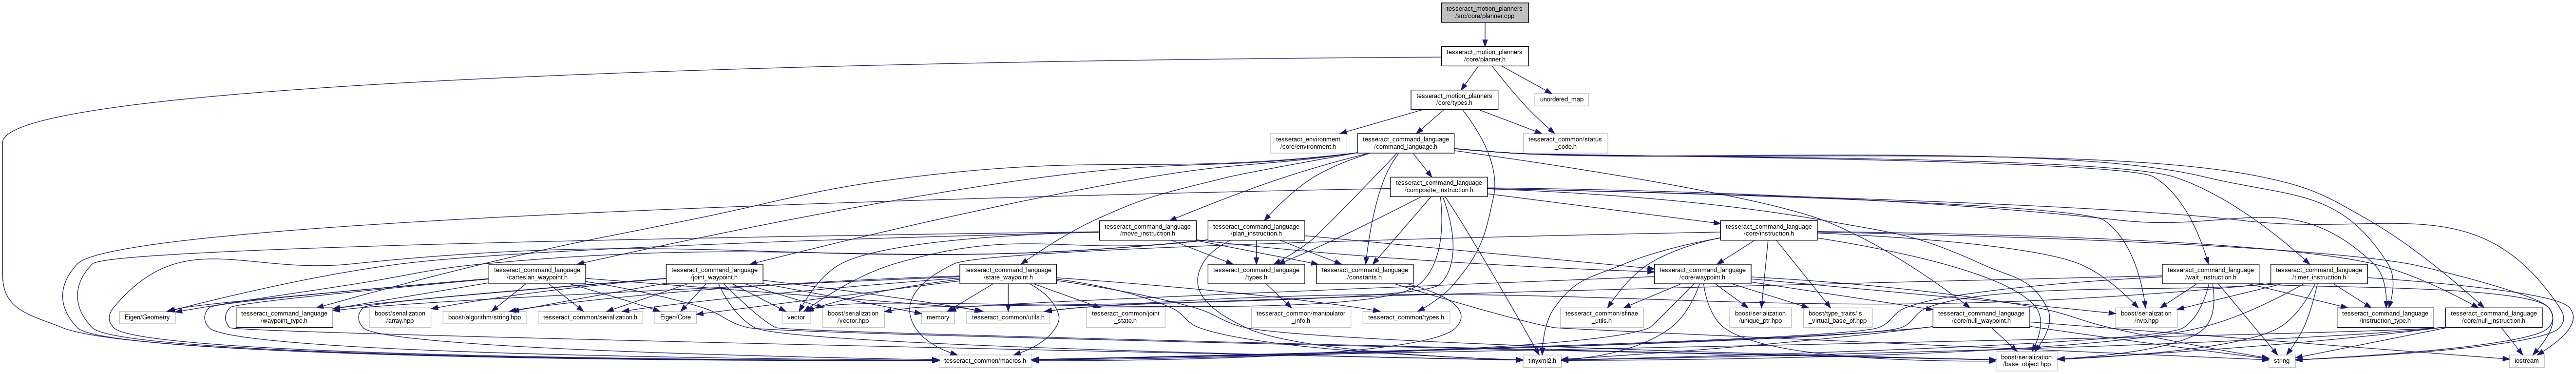 tesseract_motion_planners
/src/core/planner.cpp
tesseract_motion_planners
/core/planner.h
tesseract_motion_planners
/core/types.h
unordered_map
tesseract_environment
/core/environment.h
tesseract_command_language
/command_language.h
tesseract_common/status
_code.h
tesseract_command_language
/composite_instruction.h
tesseract_command_language
/move_instruction.h
tesseract_command_language
/plan_instruction.h
tesseract_command_language
/core/instruction.h
tesseract_command_language
/cartesian_waypoint.h
tesseract_command_language
/joint_waypoint.h
tesseract_command_language
/state_waypoint.h
tesseract_command_language
/types.h
tesseract_command_language
/constants.h
tesseract_command_language
/core/waypoint.h
tesseract_command_language
/wait_instruction.h
tesseract_command_language
/timer_instruction.h
Eigen/Geometry
tesseract_command_language
/waypoint_type.h
boost/serialization
/array.hpp
boost/algorithm/string.hpp
tesseract_common/serialization.h
Eigen/Core
vector
boost/serialization
/vector.hpp
memory
tesseract_common/utils.h
tesseract_common/joint
_state.h
tesseract_common/manipulator
_info.h
tesseract_common/types.h
tesseract_common/sfinae
_utils.h
boost/serialization
/unique_ptr.hpp
boost/type_traits/is
_virtual_base_of.hpp
tesseract_command_language
/core/null_waypoint.h
boost/serialization
/nvp.hpp
tesseract_command_language
/instruction_type.h
tesseract_command_language
/core/null_instruction.h
tesseract_common/macros.h
tinyxml2.h
boost/serialization
/base_object.hpp
string
iostream